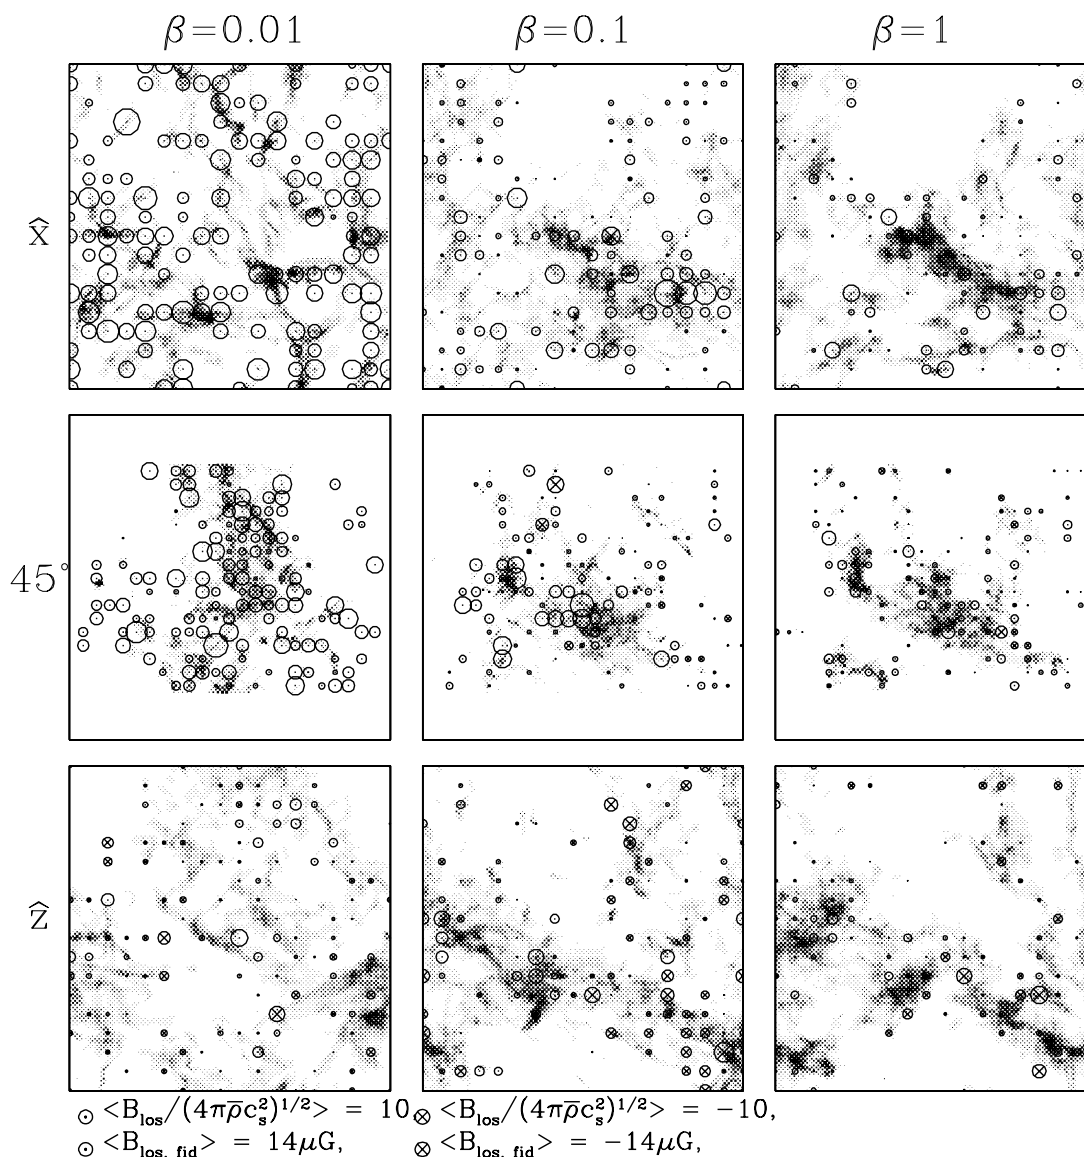 β=0.01 β=0.1 β=1
x̂
45°
ẑ
⊙ <B_los/(4πρ̄c_s^2)^1/2> = 10, ⊗ <B_los/(4πρ̄c_s^2)^1/2> = −10,
⊙ <B_los, fid> = 14μG, ⊗ <B_los, fid> = −14μG,